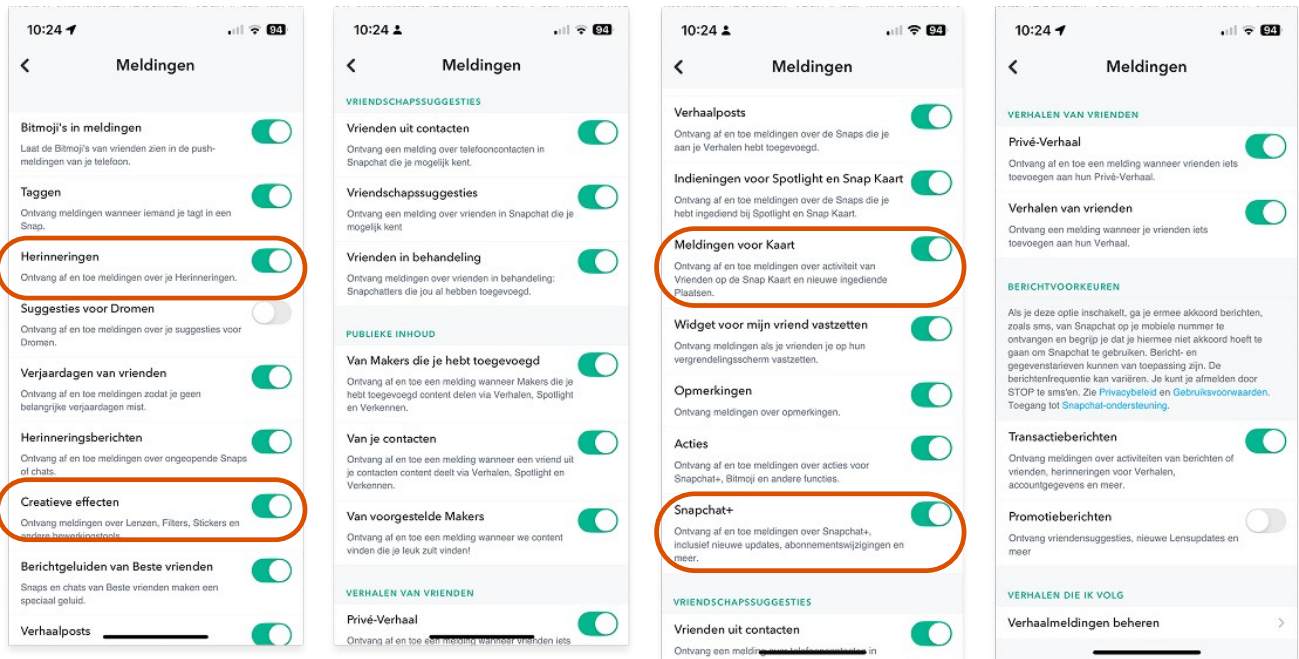 10:24
94
Meldingen
Bitmoji's in meldingen
Laat de Bitmoji's van vrienden zien in de push-
meldingen van je telefoon.
Taggen
Ontvang meldingen wanneer iemand je tagt in een
Snap.
Herinneringen
Ontvang af en toe meldingen over je Herinneringen.
Suggesties voor Dromen
Ontvang af en toe meldingen over je suggesties voor
Dromen.
Verjaardagen van vrienden
Ontvang af en toe meldingen zodat je geen
belangrijke verjaardagen mist.
Herinneringsberichten
Ontvang af en toe meldingen over ongeopende Snaps
of chats.
Creatieve effecten
Ontvang meldingen over Lenzen, Filters, Stickers en
andere bewerkingstools
Berichtgeluiden van Beste vrienden
Snaps en chats van Beste vrienden maken een
speciaal geluid.
Verhaalposts
10:24
94
Meldingen
VRIENDSCHAPSSUGGESTIES
Vrienden uit contacten
Ontvang een melding over telefooncontacten in
Snapchat die je mogelijk kent.
Vriendschapssuggesties
Ontvang een melding over vrienden in Snapchat die je
mogelijk kent
Vrienden in behandeling
Ontvang meldingen over vrienden in behandeling:
Snapchatters die jou al hebben toegevoegd.
PUBLIEKE INHOUD
Van Makers die je hebt toegevoegd
Ontvang af en toe een melding wanneer Makers die je
hebt toegevoegd content delen via Verhalen, Spotlight
en Verkennen.
Van je contacten
Ontvang af en toe een melding wanneer een vriend uit
je contacten content deelt via Verhalen, Spotlight en
Verkennen.
Van voorgestelde Makers
Ontvang af en toe een melding wanneer we content
vinden die je leuk zult vinden!
VERHALEN VAN VRIENDEN
Privé-Verhaal
Ontvang af en toe een melding wanneer vrienden iets
10:24
94
Meldingen
Verhaalposts
Ontvang af en toe meldingen over de Snaps die je
aan je Verhalen hebt toegevoegd.
Indieningen voor Spotlight en Snap Kaart
Ontvang af en toe meldingen over de Snaps die je
hebt ingediend bij Spotlight en Snap Kaart.
Meldingen voor Kaart
Ontvang af en toe meldingen over activiteit van
Vrienden op de Snap Kaart en nieuwe ingediende
Plaatsen.
Widget voor mijn vriend vastzetten
Ontvang meldingen als je vrienden je op hun
vergrendelingsscherm vastzetten.
Opmerkingen
Ontvang meldingen over opmerkingen.
Acties
Ontvang af en toe meldingen over acties voor
Snapchat+, Bitmoji en andere functies.
Snapchat+
Ontvang af en toe meldingen over Snapchat+,
inclusief nieuwe updates, abonnementswijzigingen en
meer.
VRIENDSCHAPSSUGGESTIES
Vrienden uit contacten
Ontvang een melding over telefooncontacten in
10:24
94
Meldingen
VERHALEN VAN VRIENDEN
Privé-Verhaal
Ontvang af en toe een melding wanneer vrienden iets
toevoegen aan hun Privé-Verhaal.
Verhalen van vrienden
Ontvang een melding wanneer je vrienden iets
toevoegen aan hun Verhaal.
BERICHTVOORKEUREN
Als je deze optie inschakelt, ga je ermee akkoord berichten,
zoals sms, van Snapchat op je mobiele nummer te
ontvangen en begrijp je dat je hiermee niet akkoord hoeft te
gaan om Snapchat te gebruiken. Bericht- en
gegevenstarieven kunnen van toepassing zijn. De
berichtenfrequentie kan variëren. Je kunt je afmelden door
STOP te sms'en. Zie Privacybeleid en Gebruiksvoorwaarden.
Toegang tot Snapchat-ondersteuning.
Transactieberichten
Ontvang meldingen over activiteiten van berichten of
vrienden, herinneringen voor Verhalen,
accountgegevens en meer.
Promotieberichten
Ontvang vriendensuggesties, nieuwe Lensupdates en
meer
VERHALEN DIE IK VOLG
Verhaalmeldingen beheren